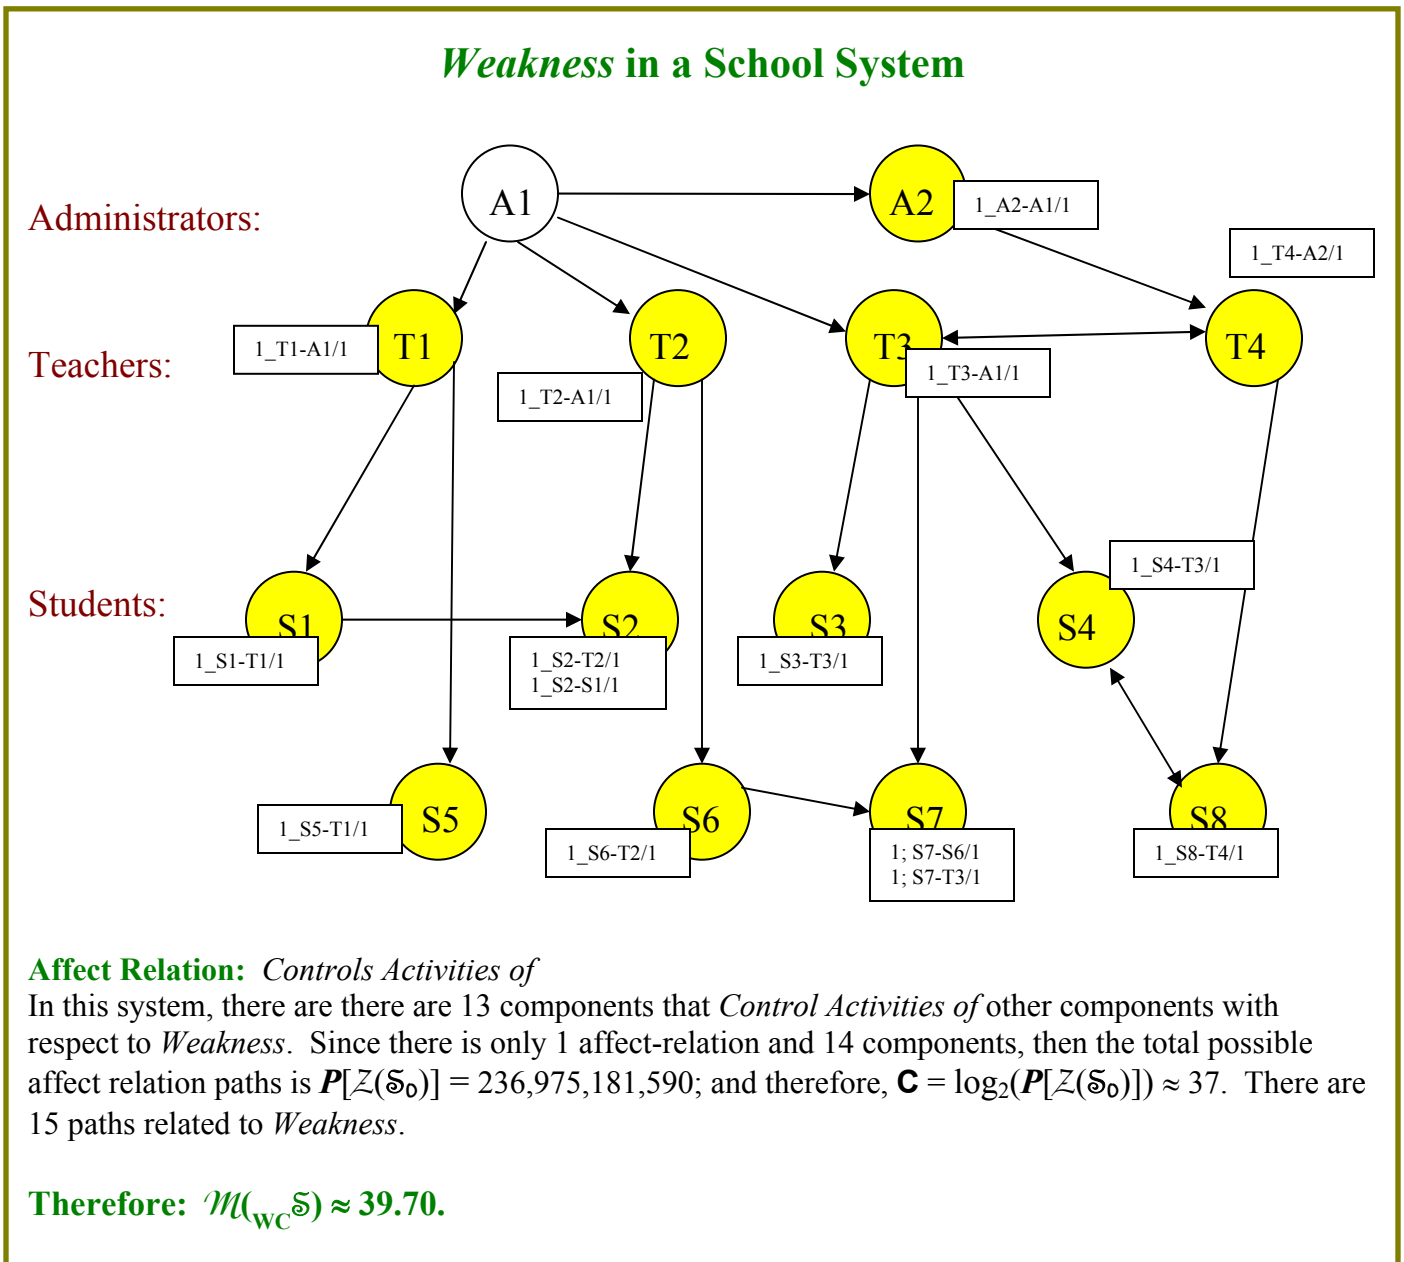 Weakness in a School System
A1
A2
1_A2-A1/1
Administrators:
1_T4-A2/1
T1
T2
T3
T4
1_T1-A1/1
Teachers:
1_T3-A1/1
1_T2-A1/1
1_S4-T3/1
Students:
S1
S2
S3
S4
1_S1-T1/1
1_S2-T2/1
1_S2-S1/1
1_S3-T3/1
S5
S6
S7
S8
1_S5-T1/1
1_S6-T2/1
1; S7-S6/1
1; S7-T3/1
1_S8-T4/1
Affect Relation: Controls Activities of
In this system, there are there are 13 components that Control Activities of other components with
respect to Weakness. Since there is only 1 affect-relation and 14 components, then the total possible
affect relation paths is P[𝒵(𝕊₀)] = 236,975,181,590; and therefore, C = log₂(P[𝒵(𝕊₀)]) ≈ 37. There are
15 paths related to Weakness.
Therefore: ℳ(WC𝕊) ≈ 39.70.